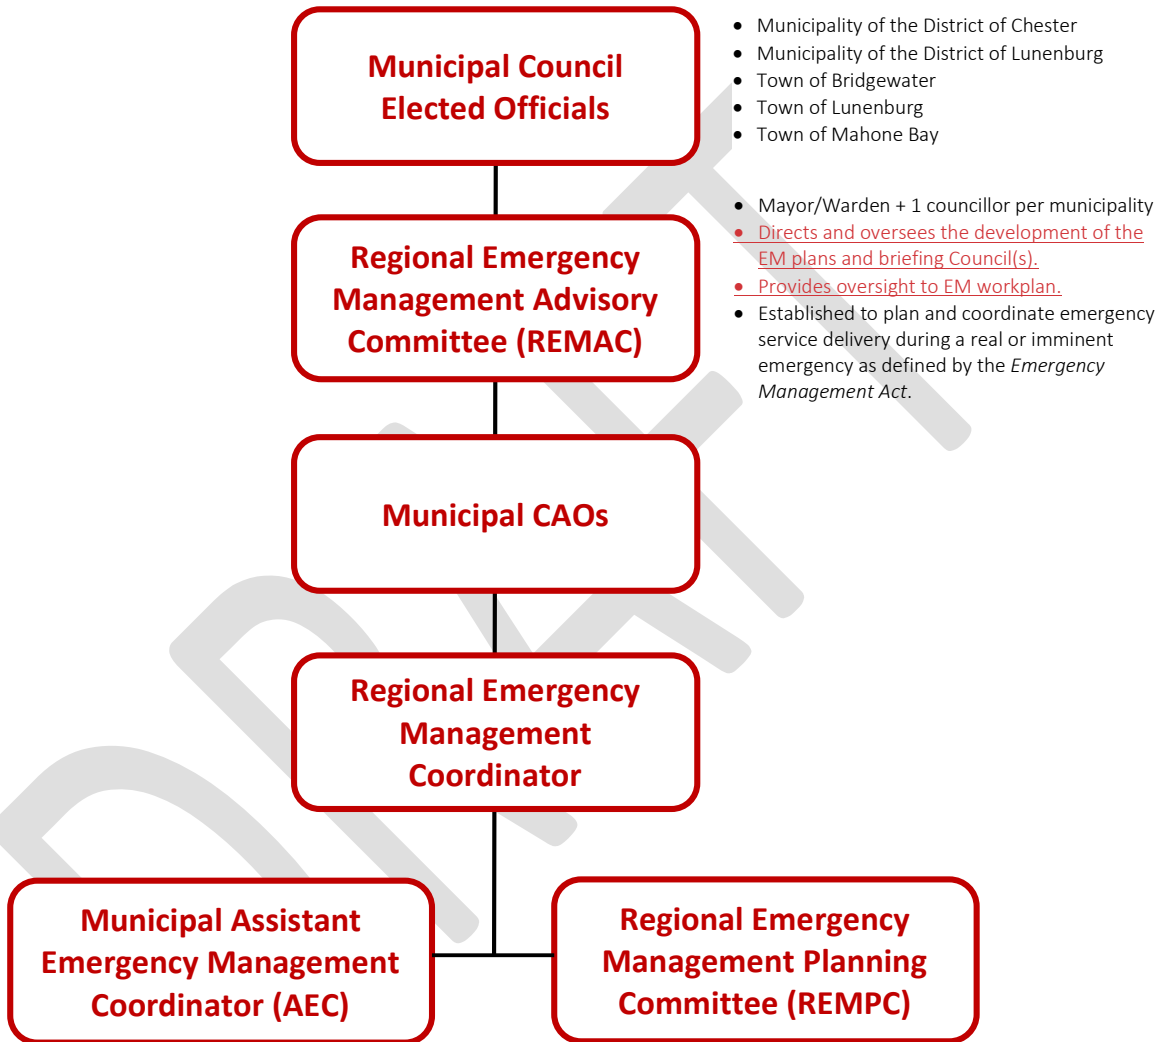 Municipal Council
Elected Officials
• Municipality of the District of Chester
• Municipality of the District of Lunenburg
• Town of Bridgewater
• Town of Lunenburg
• Town of Mahone Bay
Regional Emergency
Management Advisory
Committee (REMAC)
• Mayor/Warden + 1 councillor per municipality
• Directs and oversees the development of the
EM plans and briefing Council(s).
• Provides oversight to EM workplan.
• Established to plan and coordinate emergency
service delivery during a real or imminent
emergency as defined by the Emergency
Management Act.
Municipal CAOs
Regional Emergency
Management
Coordinator
Municipal Assistant
Emergency Management
Coordinator (AEC)
Regional Emergency
Management Planning
Committee (REMPC)
DRAFT